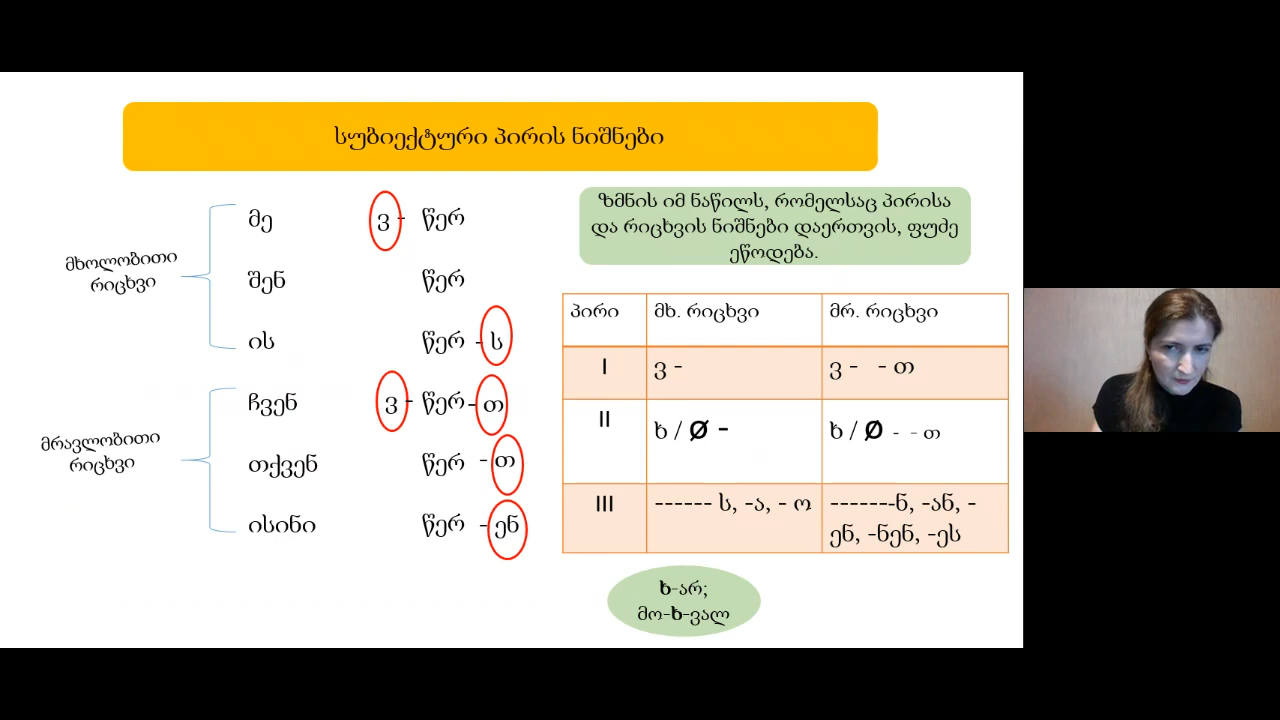 სუბიექტური პირის ნიშნები
მხოლობითი
რიცხვი
მე ვ - წერ
შენ წერ
ის წერ - ს
მრავლობითი
რიცხვი
ჩვენ ვ - წერ - თ
თქვენ წერ - თ
ისინი წერ - ენ
ზმნის იმ ნაწილს, რომელსაც პირისა
და რიცხვის ნიშნები დაერთვის, ფუძე
ეწოდება.
პირი მხ. რიცხვი მრ. რიცხვი
I ვ - ვ - - თ
II ხ / Ø - ხ / Ø - - თ
III ------ ს, -ა, - ო -------ნ, -ან, -
ენ, -ნენ, -ეს
ხ-არ;
მო-ხ-ვალ